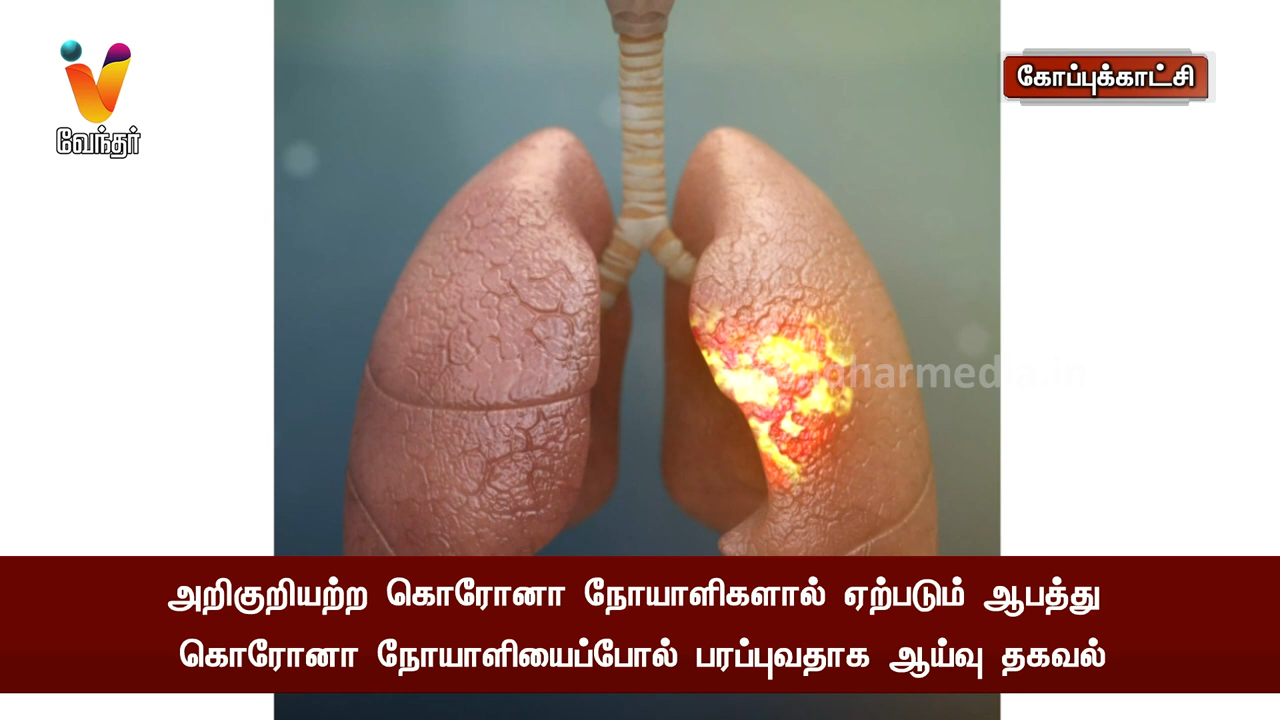 வேந்தர்
கோப்புக்காட்சி
அறிகுறியற்ற கொரோனா நோயாளிகளால் ஏற்படும் ஆபத்து
கொரோனா நோயாளியைப்போல் பரப்புவதாக ஆய்வு தகவல்